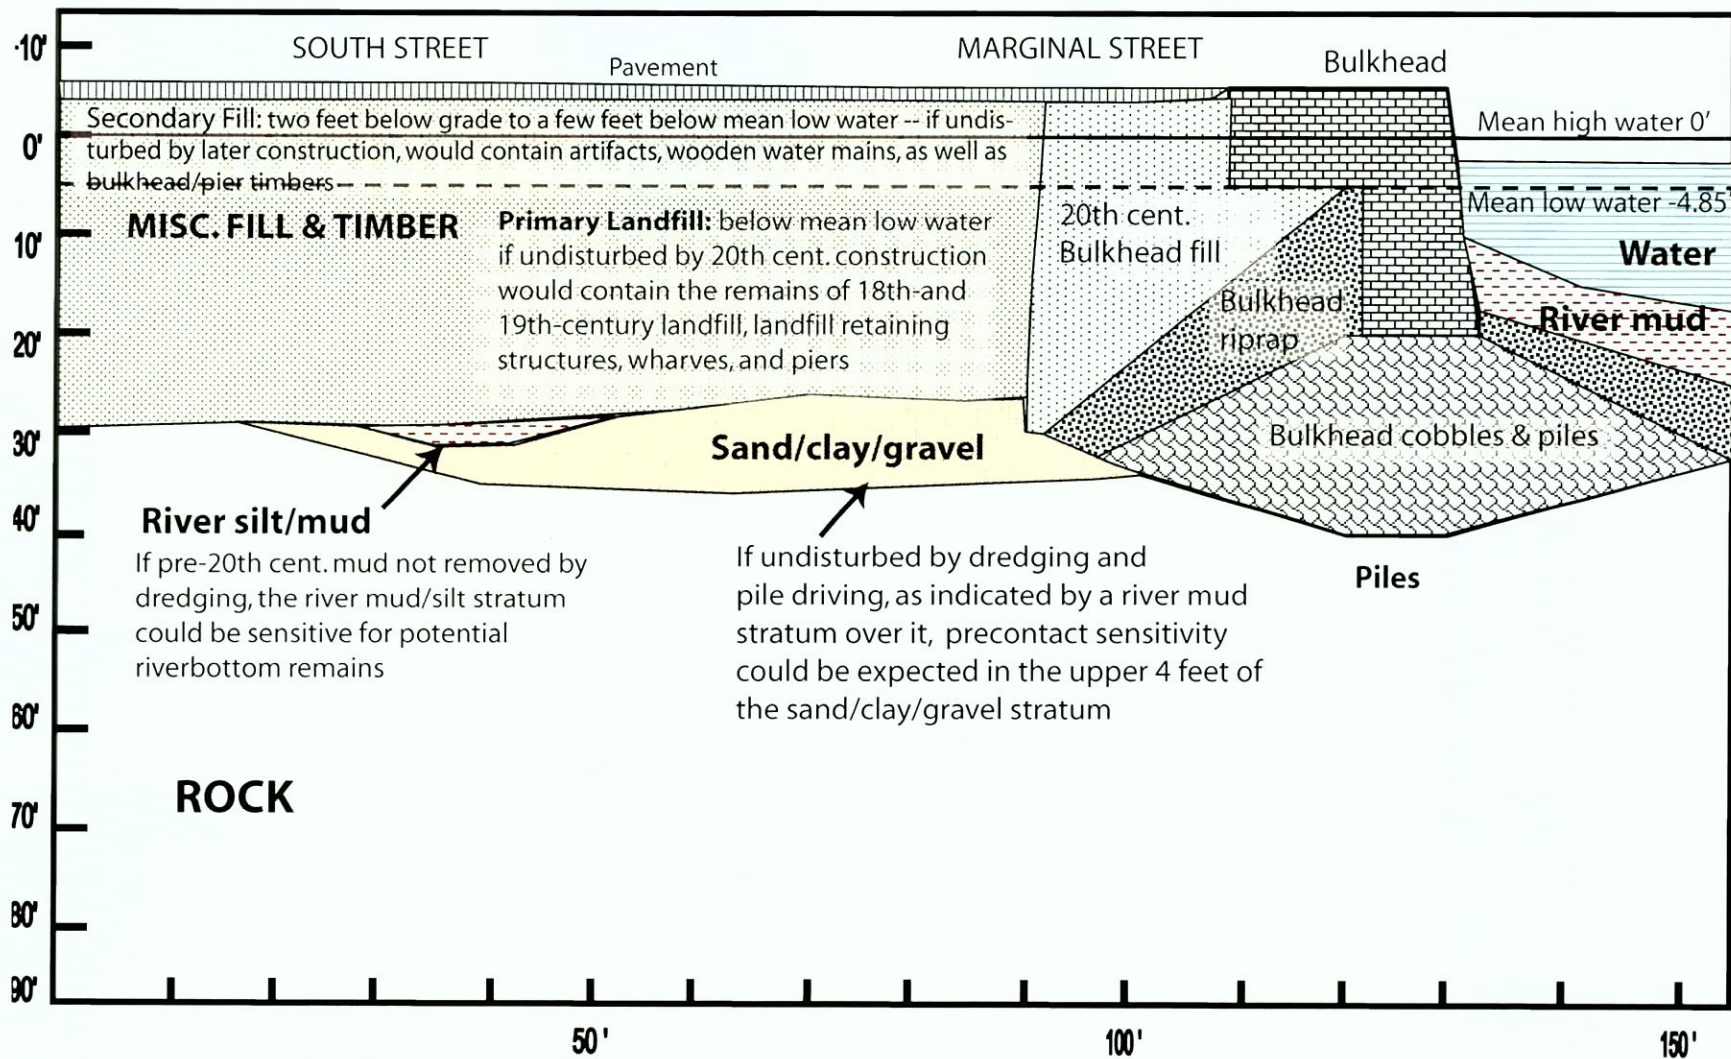 -10'
SOUTH STREET
MARGINAL STREET
Bulkhead
Pavement
Secondary Fill: two feet below grade to a few feet below mean low water -- if undis-
turbed by later construction, would contain artifacts, wooden water mains, as well as
bulkhead/pier timbers
Mean high water 0'
0'
MISC. FILL & TIMBER
Primary Landfill: below mean low water
if undisturbed by 20th cent. construction
would contain the remains of 18th-and
19th-century landfill, landfill retaining
structures, wharves, and piers
20th cent.
Bulkhead fill
Mean low water -4.85'
Water
10'
Bulkhead
riprap
River mud
20'
Sand/clay/gravel
Bulkhead cobbles & piles
30'
River silt/mud
If pre-20th cent. mud not removed by
dredging, the river mud/silt stratum
could be sensitive for potential
riverbottom remains
If undisturbed by dredging and
pile driving, as indicated by a river mud
stratum over it, precontact sensitivity
could be expected in the upper 4 feet of
the sand/clay/gravel stratum
Piles
40'
50'
60'
ROCK
70'
80'
90'
50'
100'
150'